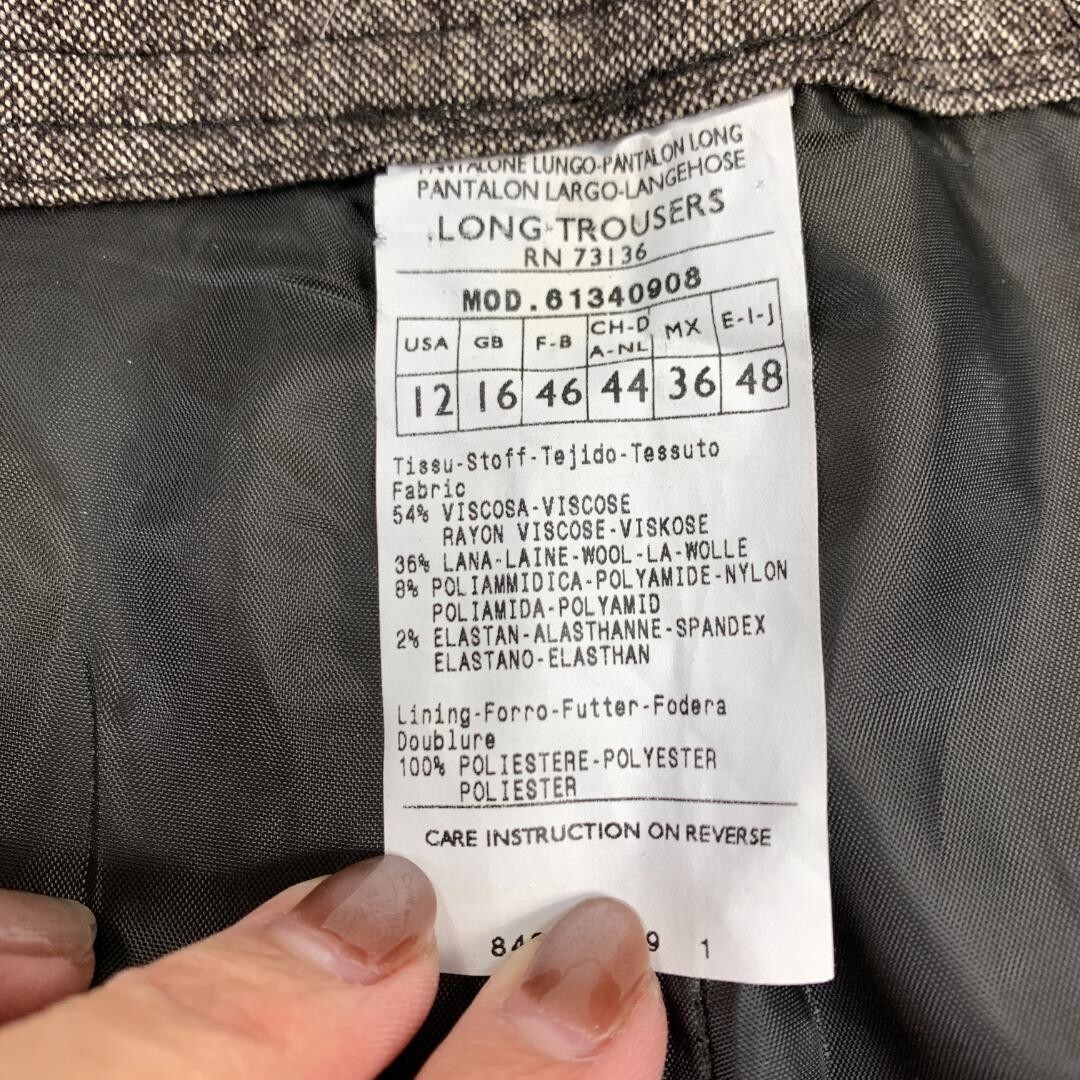 PANTALONE LUNGO-PANTALON LONG
PANTALON LARGO-LANGEHOSE
LONG-TROUSERS
RN 73136
MOD.61340908
USA GB F-B CH-D A-NL MX E-I-J
12 16 46 44 36 48
Tissu-Stoff-Tejido-Tessuto
Fabric
54% VISCOSA-VISCOSE
RAYON VISCOSE-VISKOSE
36% LANA-LAINE-WOOL-LA-WOLLE
8% POLIAMMIDICA-POLYAMIDE-NYLON
POLIAMIDA-POLYAMID
2% ELASTAN-ALASTHANNE-SPANDEX
ELASTANO-ELASTHAN
Lining-Forro-Futter-Fodera
Doublure
100% POLIESTERE-POLYESTER
POLIESTER
CARE INSTRUCTION ON REVERSE
1